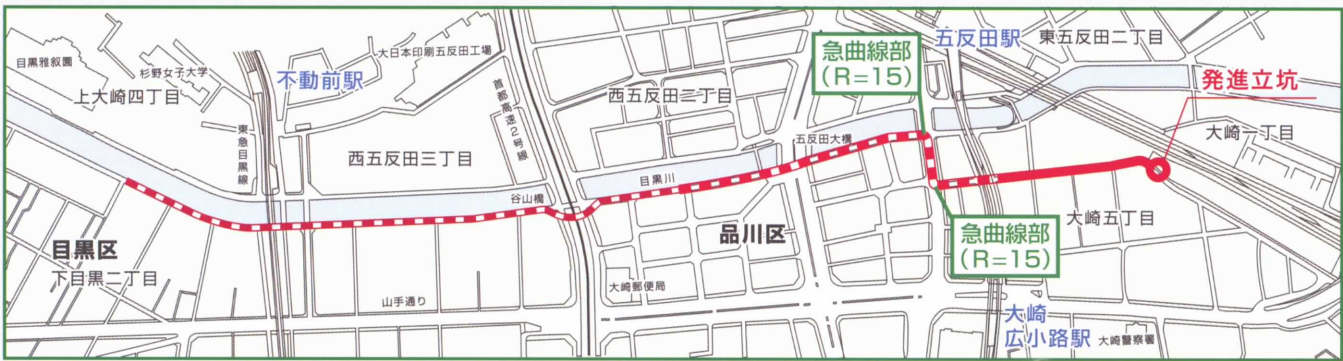 目黒雅叙園
杉野女子大学
上大崎四丁目
不動前駅
大日本印刷五反田工場
東急目黒線
西五反田三丁目
首都高速2号線
西五反田二丁目
急曲線部
(R=15)
五反田駅
東五反田二丁目
発進立坑
大崎一丁目
五反田大橋
目黒川
谷山橋
目黒区
下目黒二丁目
山手通り
大崎郵便局
品川区
急曲線部
(R=15)
大崎五丁目
大崎
広小路駅
大崎警察署